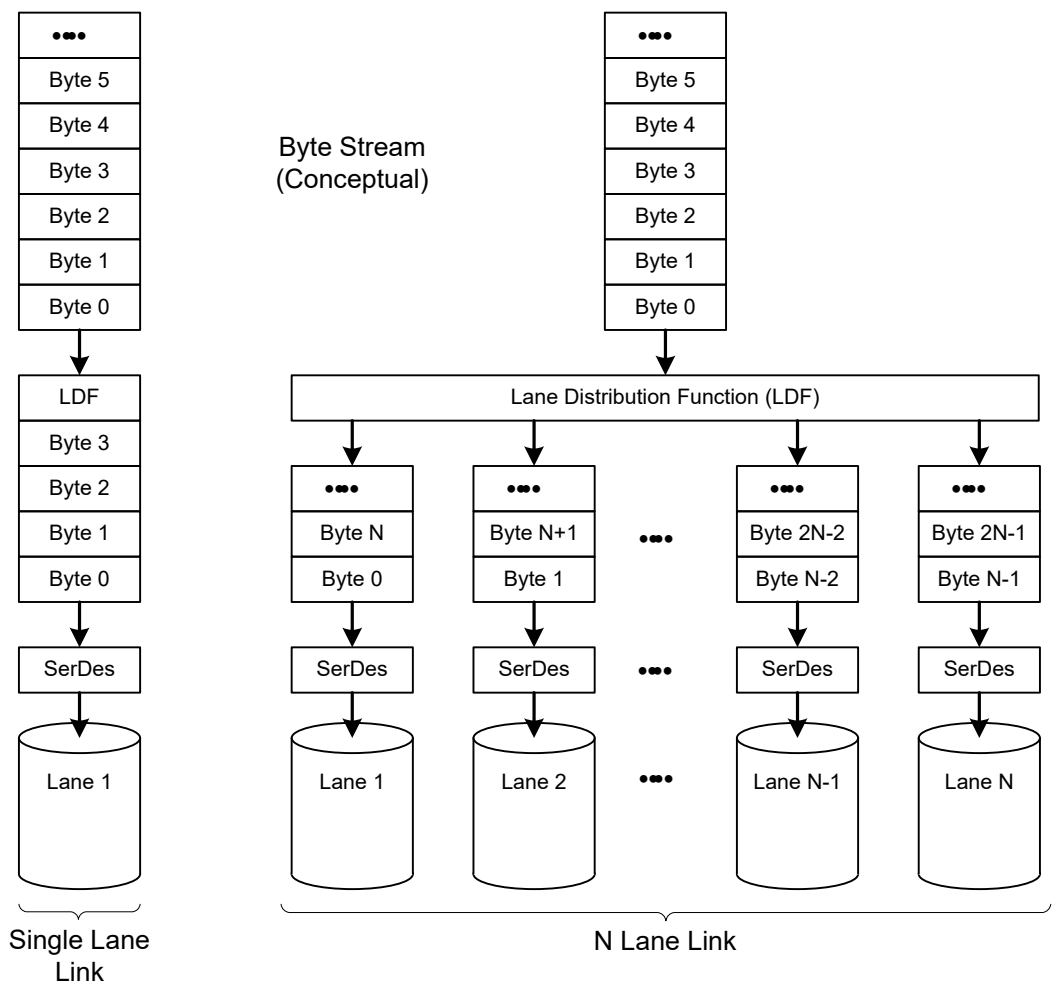 ••••
Byte 5
Byte 4
Byte 3
Byte 2
Byte 1
Byte 0
LDF
Byte 3
Byte 2
Byte 1
Byte 0
SerDes
Lane 1
Single Lane
Link
Byte Stream
(Conceptual)
••••
Byte 5
Byte 4
Byte 3
Byte 2
Byte 1
Byte 0
Lane Distribution Function (LDF)
•••• •••• •••• ••••
Byte N Byte N+1 •••• Byte 2N-2 Byte 2N-1
Byte 0 Byte 1 Byte N-2 Byte N-1
SerDes SerDes •••• SerDes SerDes
Lane 1 Lane 2 •••• Lane N-1 Lane N
N Lane Link